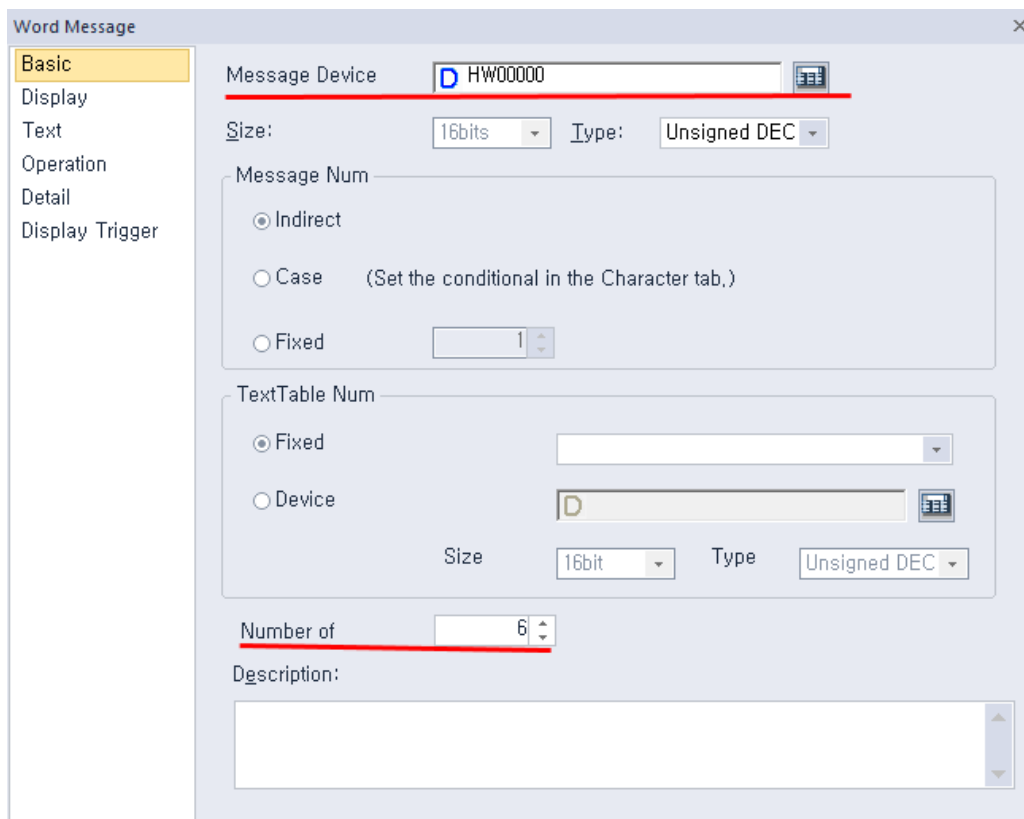 Word Message
Basic
Display
Text
Operation
Detail
Display Trigger
Message Device D HW00000
Size: 16bits Type: Unsigned DEC
Message Num
Indirect
Case (Set the conditional in the Character tab,)
Fixed 1
TextTable Num
Fixed
Device D
Size 16bit Type Unsigned DEC
Number of 6
Description: